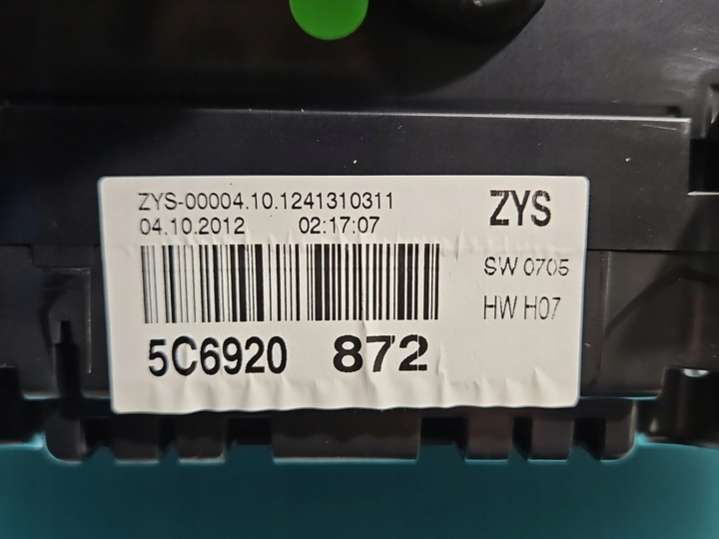 ZYS-00004.10.1241310311
04.10.2012 02:17:07
ZYS
SW 0705
HW H07
5C6920 872